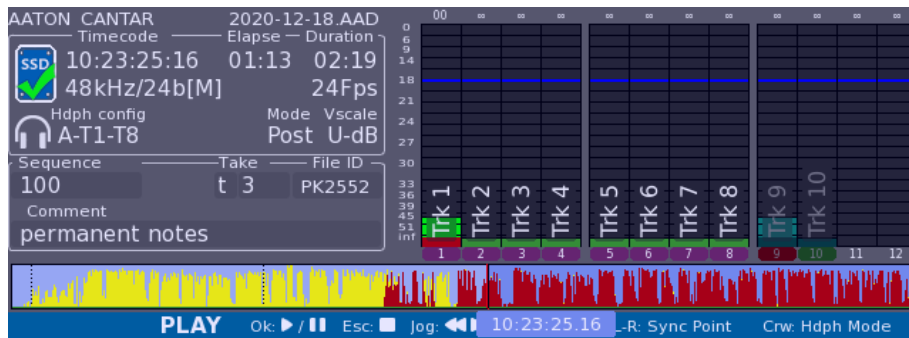 AATON CANTAR 2020-12-18.AAD
Timecode Elapse Duration
SSD 10:23:25:16 01:13 02:19
48kHz/24b[M] 24Fps
Hdph config Mode Vscale
A-T1-T8 Post U-dB
Sequence Take File ID
100 t 3 PK2552
Comment
permanent notes
00 ∞ ∞ ∞ ∞ ∞ ∞ ∞ ∞ ∞ ∞ ∞
0
6
9
14
18
21
24
27
30
33
36
39
45
51
inf
Trk 1 Trk 2 Trk 3 Trk 4 Trk 5 Trk 6 Trk 7 Trk 8 Trk 9 Trk 10
1 2 3 4 5 6 7 8 9 10 11 12
PLAY Ok: / Esc: Jog: 10:23:25.16 -R: Sync Point Crw: Hdph Mode